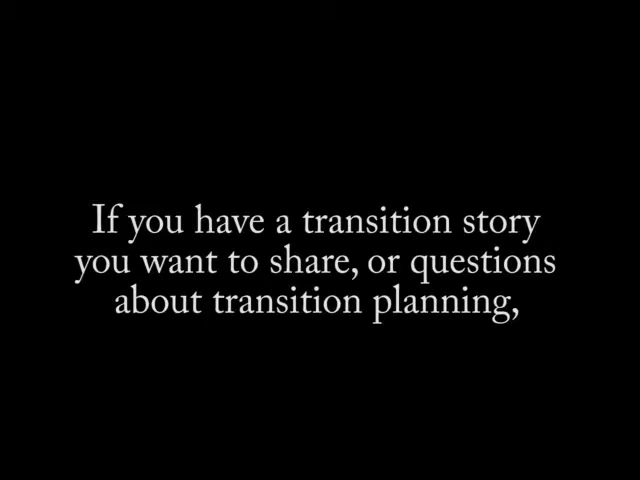 If you have a transition story
you want to share, or questions
about transition planning,